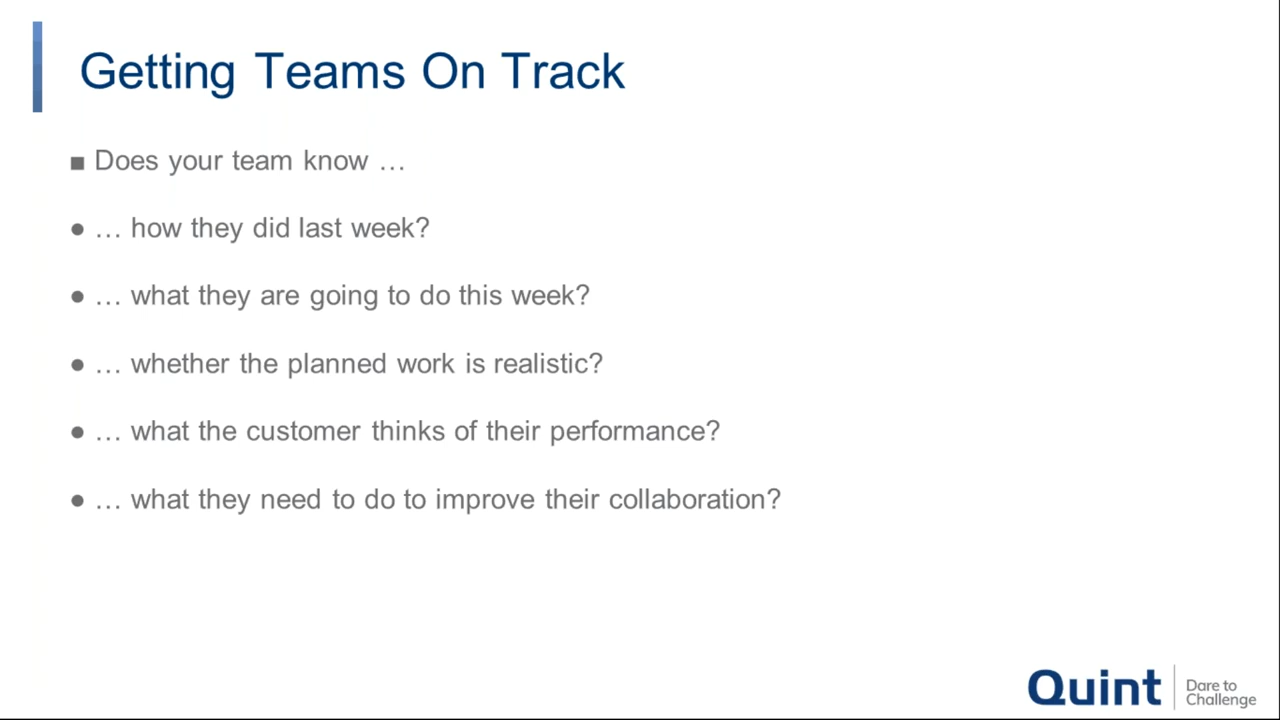 Getting Teams On Track
■ Does your team know …
● … how they did last week?
● … what they are going to do this week?
● … whether the planned work is realistic?
● … what the customer thinks of their performance?
● … what they need to do to improve their collaboration?
Quint
Dare to
Challenge